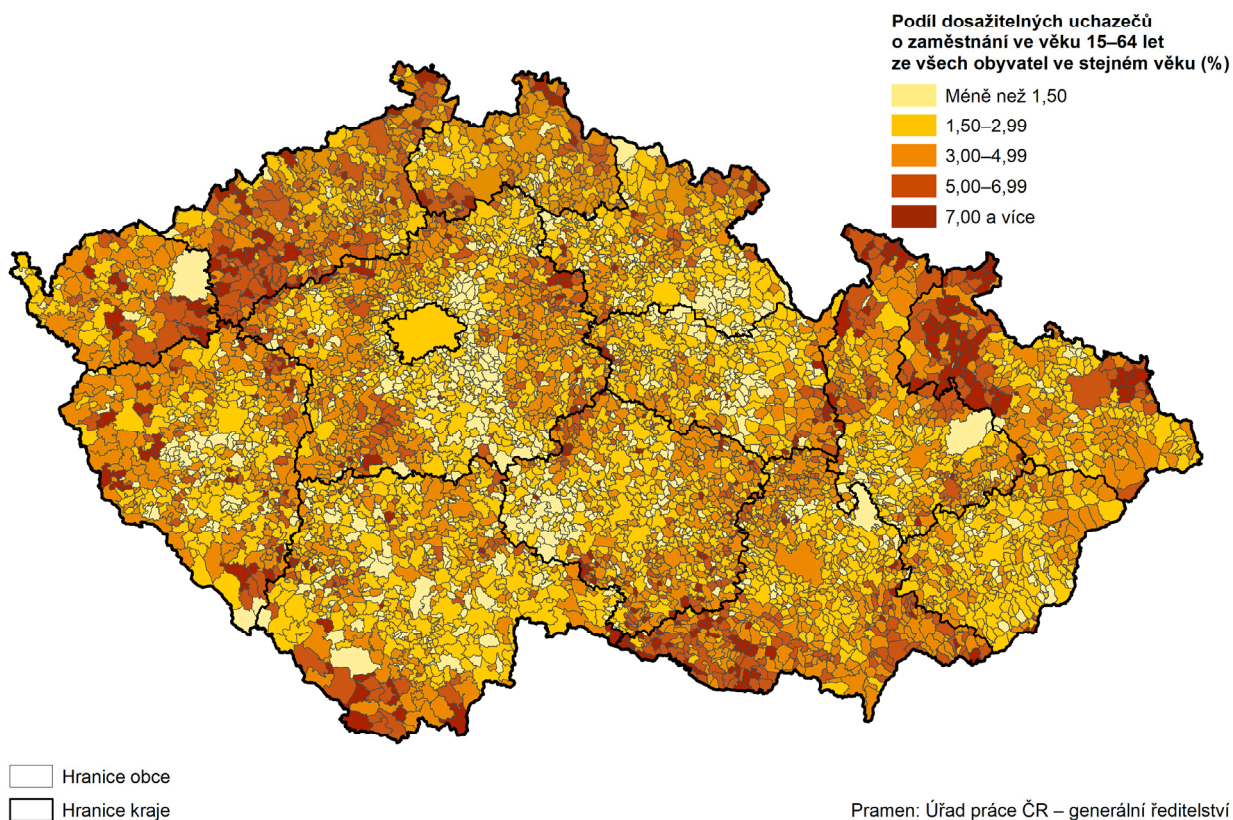 Podíl dosažitelných uchazečů
o zaměstnání ve věku 15–64 let
ze všech obyvatel ve stejném věku (%)
Méně než 1,50
1,50–2,99
3,00–4,99
5,00–6,99
7,00 a více
Hranice obce
Hranice kraje
Pramen: Úřad práce ČR – generální ředitelství